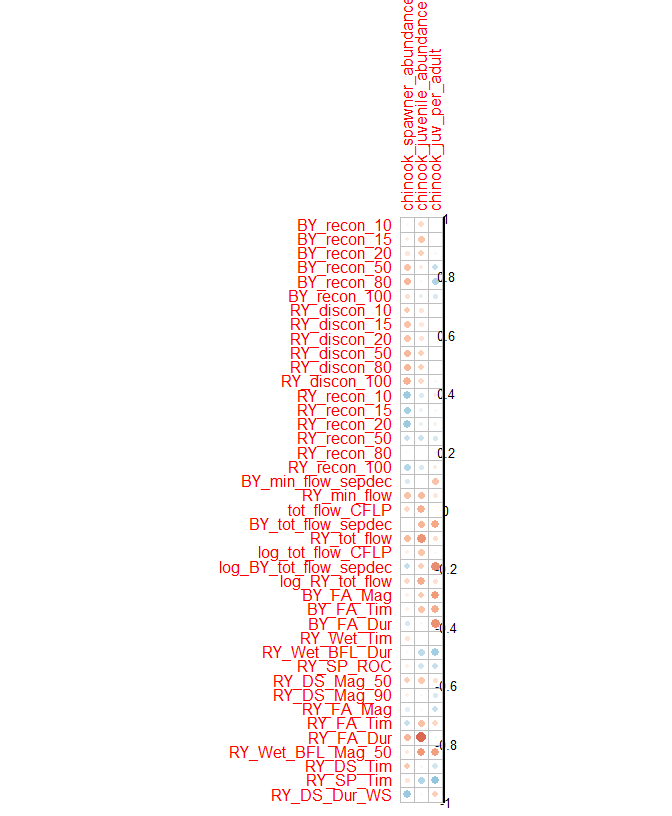 chinook_spawner_abundance
chinook_juvenile_abundance
chinook_juv_per_adult
BY_recon_10
BY_recon_15
BY_recon_20
BY_recon_50
BY_recon_80
BY_recon_100
RY_discon_10
RY_discon_15
RY_discon_20
RY_discon_50
RY_discon_80
RY_discon_100
RY_recon_10
RY_recon_15
RY_recon_20
RY_recon_50
RY_recon_80
RY_recon_100
BY_min_flow_sepdec
RY_min_flow
tot_flow_CFLP
BY_tot_flow_sepdec
RY_tot_flow
log_tot_flow_CFLP
log_BY_tot_flow_sepdec
log_RY_tot_flow
BY_FA_Mag
BY_FA_Tim
BY_FA_Dur
RY_Wet_Tim
RY_Wet_BFL_Dur
RY_SP_ROC
RY_DS_Mag_50
RY_DS_Mag_90
RY_FA_Mag
RY_FA_Tim
RY_FA_Dur
RY_Wet_BFL_Mag_50
RY_DS_Tim
RY_SP_Tim
RY_DS_Dur_WS
1
0.8
0.6
0.4
0.2
0
-0.2
-0.4
-0.6
-0.8
-1